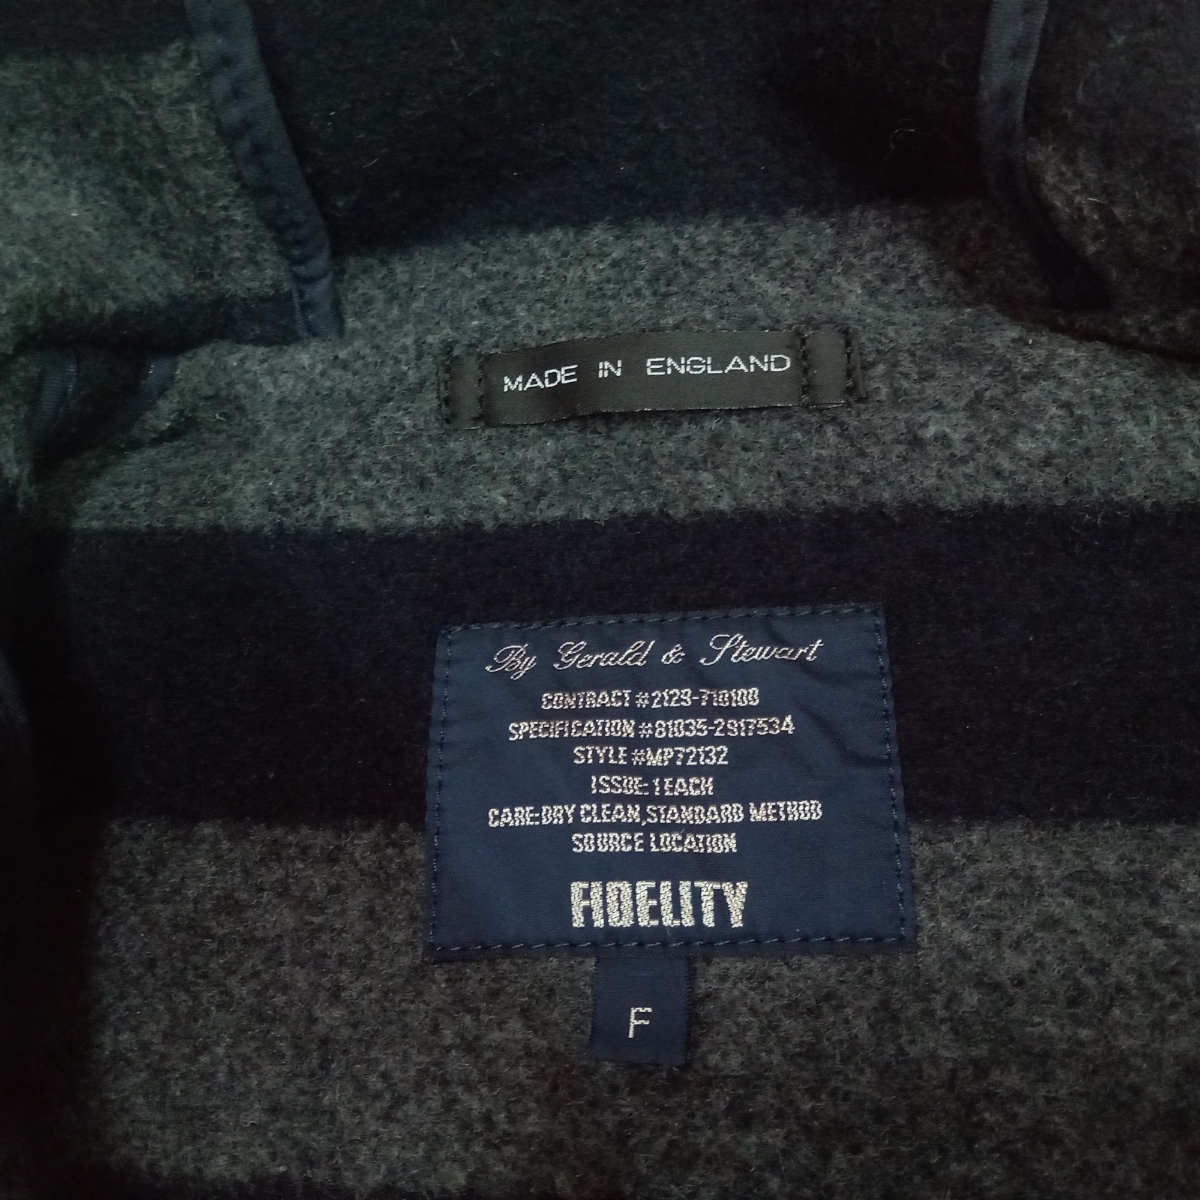 MADE IN ENGLAND
By Gerald & Stewart
CONTRACT #2129-710100
SPECIFICATION #81035-2917534
STYLE #MP72132
ISSUE: 1 EACH
CARE: DRY CLEAN, STANDARD METHOD
SOURCE LOCATION
FIDELITY
F